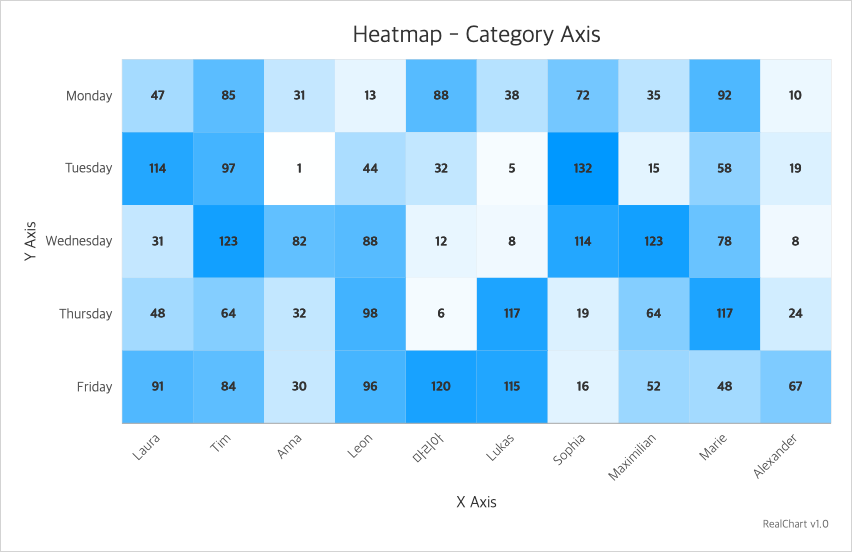 Heatmap - Category Axis
Y Axis
Monday 47 85 31 13 88 38 72 35 92 10
Tuesday 114 97 1 44 32 5 132 15 58 19
Wednesday 31 123 82 88 12 8 114 123 78 8
Thursday 48 64 32 98 6 117 19 64 117 24
Friday 91 84 30 96 120 115 16 52 48 67
Laura Tim Anna Leon 마리아 Lukas Sophia Maximilian Marie Alexander
X Axis
RealChart v1.0